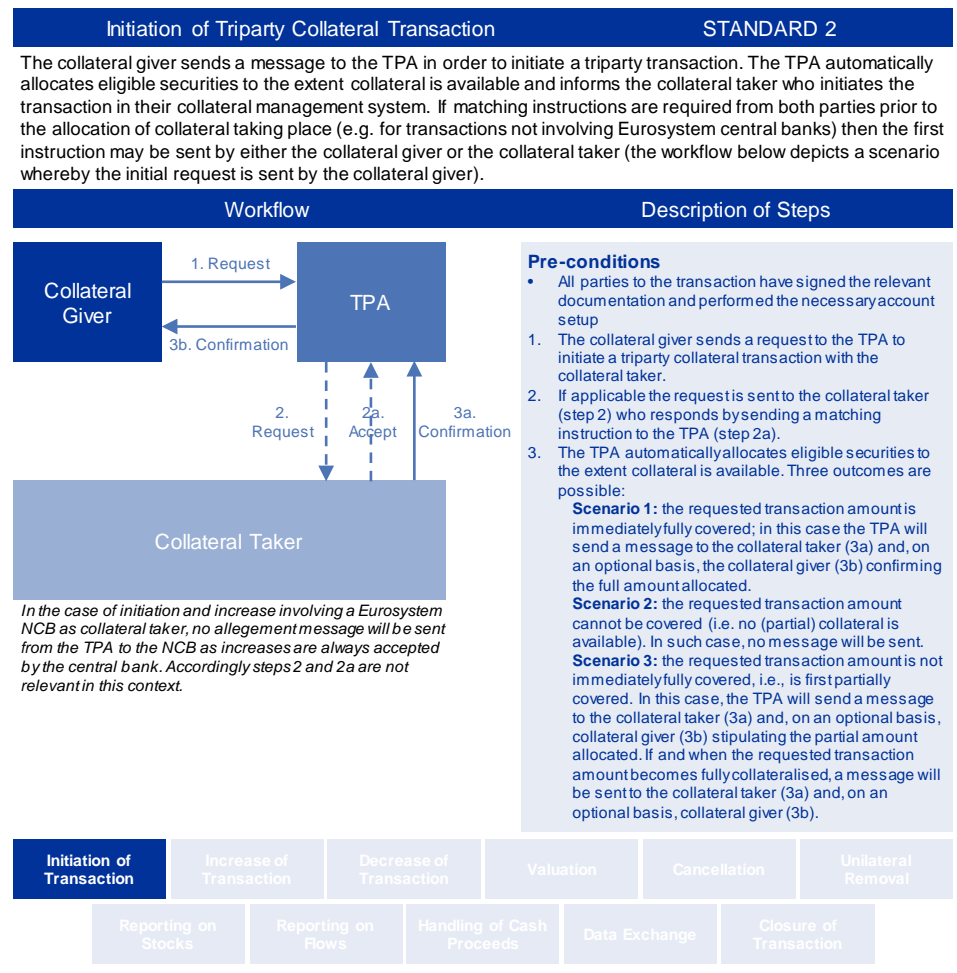 Initiation of Triparty Collateral Transaction STANDARD 2
The collateral giver sends a message to the TPA in order to initiate a triparty transaction. The TPA automatically
allocates eligible securities to the extent collateral is available and informs the collateral taker who initiates the
transaction in their collateral management system. If matching instructions are required from both parties prior to
the allocation of collateral taking place (e.g. for transactions not involving Eurosystem central banks) then the first
instruction may be sent by either the collateral giver or the collateral taker (the workflow below depicts a scenario
whereby the initial request is sent by the collateral giver).
Workflow
Collateral
Giver
1. Request
TPA
3b. Confirmation
2.
Request
2a.
Accept
3a.
Confirmation
Collateral Taker
In the case of initiation and increase involving a Eurosystem
NCB as collateral taker, no allegement message will be sent
from the TPA to the NCB as increases are always accepted
by the central bank. Accordingly steps 2 and 2a are not
relevant in this context.
Description of Steps
Pre-conditions
• All parties to the transaction have signed the relevant
documentation and performed the necessary account
setup
1. The collateral giver sends a request to the TPA to
initiate a triparty collateral transaction with the
collateral taker.
2. If applicable the request is sent to the collateral taker
(step 2) who responds by sending a matching
instruction to the TPA (step 2a).
3. The TPA automatically allocates eligible securities to
the extent collateral is available. Three outcomes are
possible:
Scenario 1: the requested transaction amount is
immediately fully covered; in this case the TPA will
send a message to the collateral taker (3a) and, on
an optional basis, the collateral giver (3b) confirming
the full amount allocated.
Scenario 2: the requested transaction amount
cannot be covered (i.e. no (partial) collateral is
available). In such case, no message will be sent.
Scenario 3: the requested transaction amount is not
immediately fully covered, i.e., is first partially
covered. In this case, the TPA will send a message
to the collateral taker (3a) and, on an optional basis,
collateral giver (3b) stipulating the partial amount
allocated. If and when the requested transaction
amount becomes fully collateralised, a message will
be sent to the collateral taker (3a) and, on an
optional basis, collateral giver (3b).
Initiation of
Transaction
Increase of
Transaction
Decrease of
Transaction
Valuation
Cancellation
Unilateral
Removal
Reporting on
Stocks
Reporting on
Flows
Handling of Cash
Proceeds
Data Exchange
Closure of
Transaction